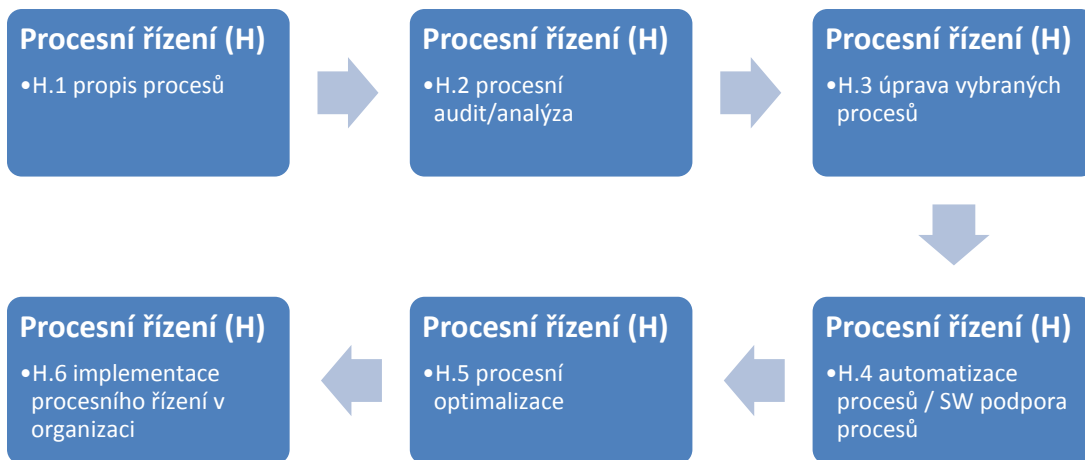 Procesní řízení (H)
•H.1 propis procesů
Procesní řízení (H)
•H.2 procesní
audit/analýza
Procesní řízení (H)
•H.3 úprava vybraných
procesů
Procesní řízení (H)
•H.4 automatizace
procesů / SW podpora
procesů
Procesní řízení (H)
•H.5 procesní
optimalizace
Procesní řízení (H)
•H.6 implementace
procesního řízení v
organizaci